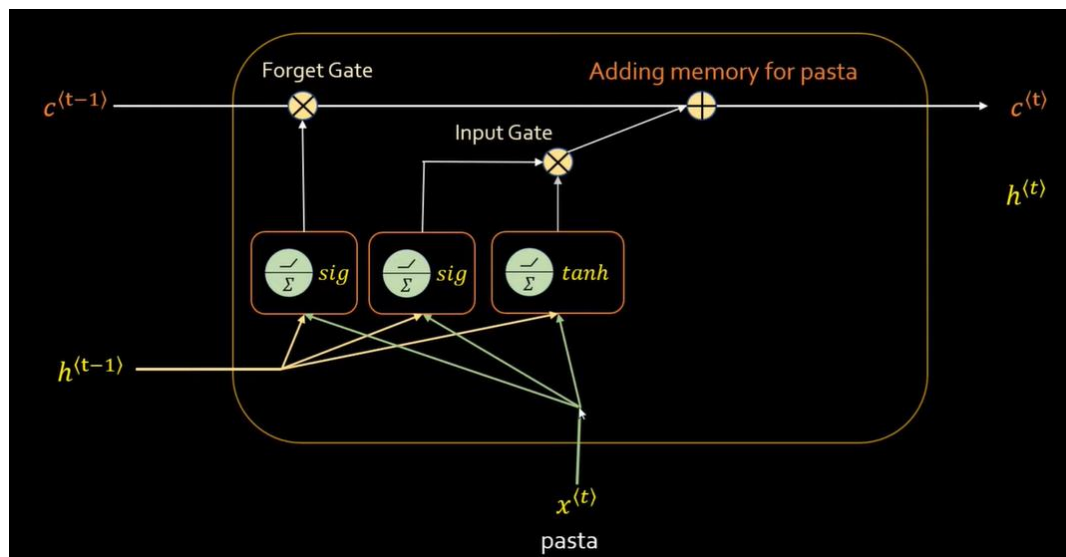 Forget Gate
Adding memory for pasta
c⟨t−1⟩
c⟨t⟩
Input Gate
h⟨t⟩
Σ sig
Σ sig
Σ tanh
h⟨t−1⟩
x⟨t⟩
pasta